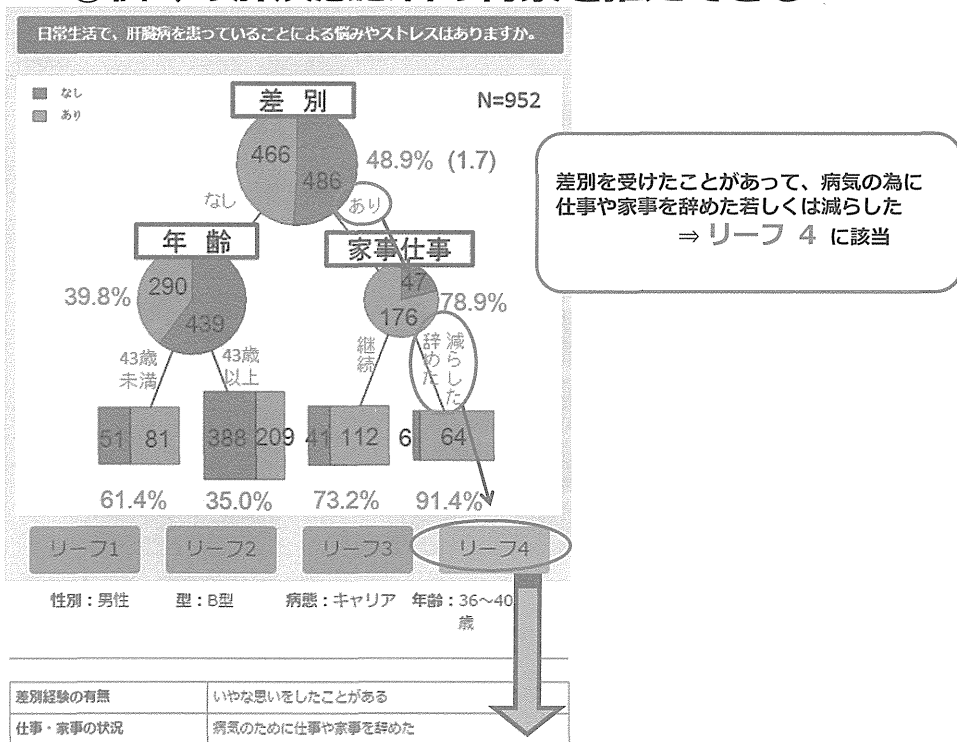 日常生活で、肝臓病を患っていることによる悩みやストレスはありますか。
なし
あり
差 別
N=952
466
486
48.9% (1.7)
なし
あり
年 齢
家事仕事
39.8%
290
439
47
176
78.9%
43歳
未満
43歳
以上
継続
減らした
辞めた
51
81
388
209
41
112
6
64
61.4%
35.0%
73.2%
91.4%
リーフ1
リーフ2
リーフ3
リーフ4
差別を受けたことがあって、病気の為に
仕事や家事を辞めた若しくは減らした
⇒ リーフ 4 に該当
性別：男性 型：B型 病態：キャリア 年齢：36〜40
歳
差別経験の有無 いやな思いをしたことがある
仕事・家事の状況 病気のために仕事や家事を辞めた